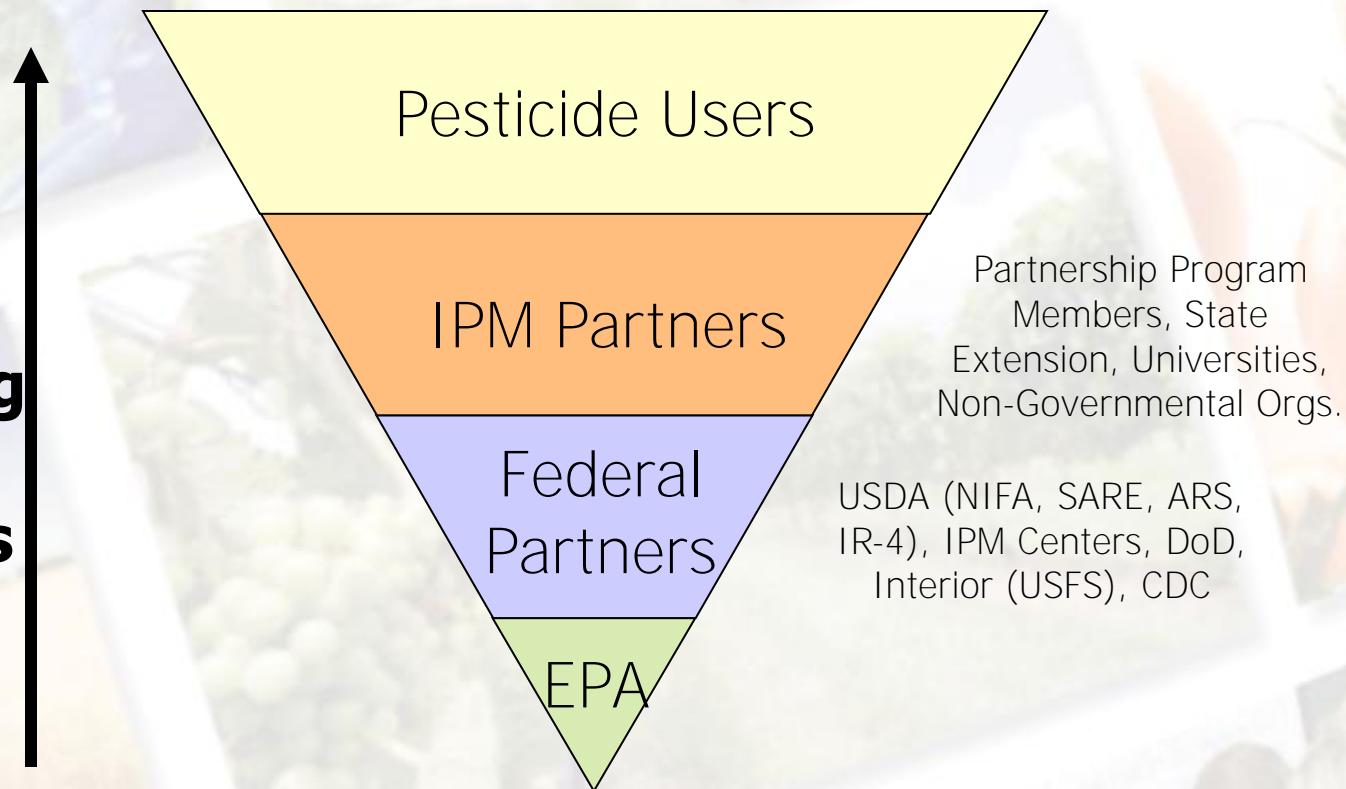 Pesticide Users
IPM Partners
Partnership Program
Members, State
Extension, Universities,
Non-Governmental Orgs.
Federal
Partners
USDA (NIFA, SARE, ARS,
IR-4), IPM Centers, DoD,
Interior (USFS), CDC
EPA